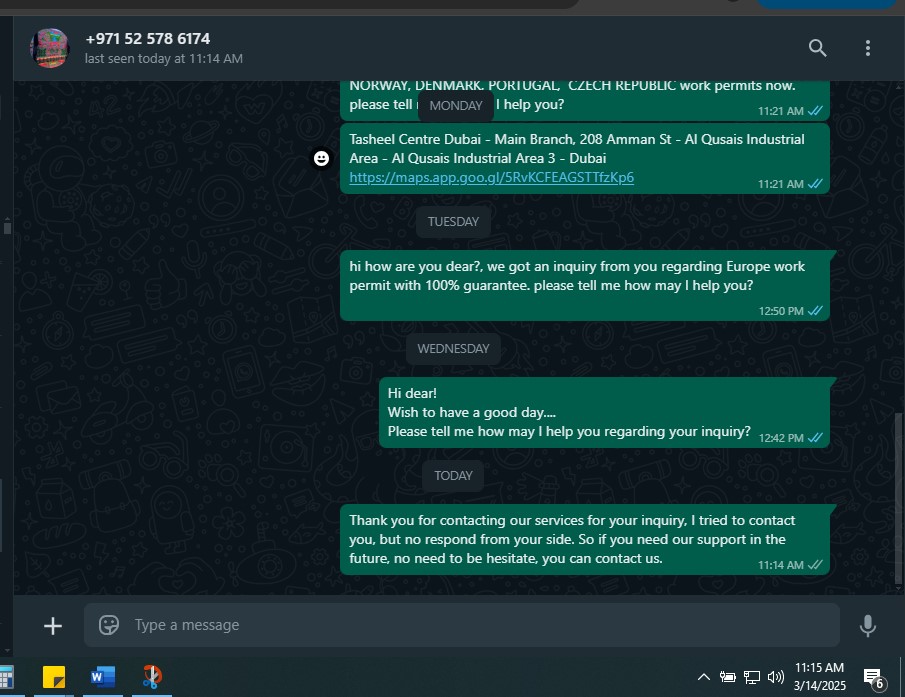 +971 52 578 6174
last seen today at 11:14 AM
NORWAY, DENMARK. PORTUGAL, CZECH REPUBLIC work permits now.
please tell I help you?
MONDAY
11:21 AM
Tasheel Centre Dubai - Main Branch, 208 Amman St - Al Qusais Industrial
Area - Al Qusais Industrial Area 3 - Dubai
https://maps.app.goo.gl/5RvKCFEAGSTTfzKp6
11:21 AM
TUESDAY
hi how are you dear?, we got an inquiry from you regarding Europe work
permit with 100% guarantee. please tell me how may I help you?
12:50 PM
WEDNESDAY
Hi dear!
Wish to have a good day....
Please tell me how may I help you regarding your inquiry?
12:42 PM
TODAY
Thank you for contacting our services for your inquiry, I tried to contact
you, but no respond from your side. So if you need our support in the
future, no need to be hesitate, you can contact us.
11:14 AM
Type a message
W
11:15 AM
3/14/2025
6